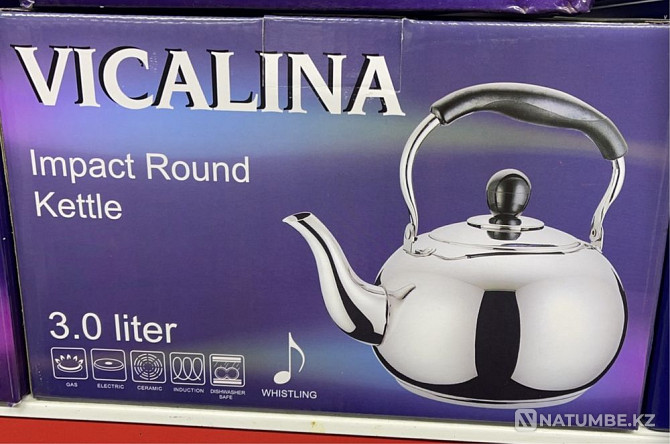 VICALINA
Impact Round
Kettle
3.0 liter
GAS
ELECTRIC
CERAMIC
INDUCTION
DISHWASHER
SAFE
WHISTLING
NATUMBE.KZ